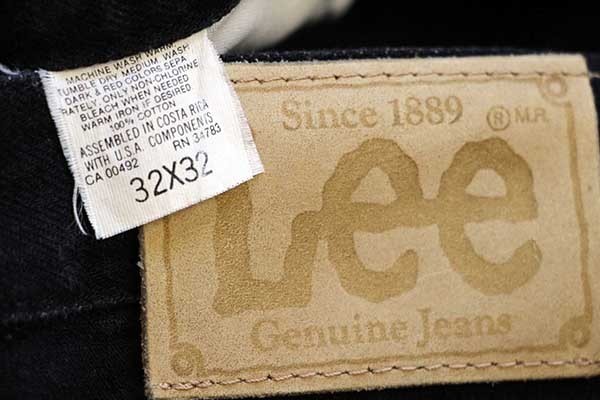 MACHINE WASH WARM
TUMBLE DRY MEDIUM WASH
DARK & RED COLORS SEPA-
RATELY ONLY NON-CHLORINE
BLEACH WHEN NEEDED
WARM IRON, IF DESIRED.
100% COTTON
ASSEMBLED IN COSTA RICA
WITH U.S.A. COMPONENTS
CA 00492 RN 34783
32X32
Since 1889 ® M.R.
Lee
Genuine Jeans